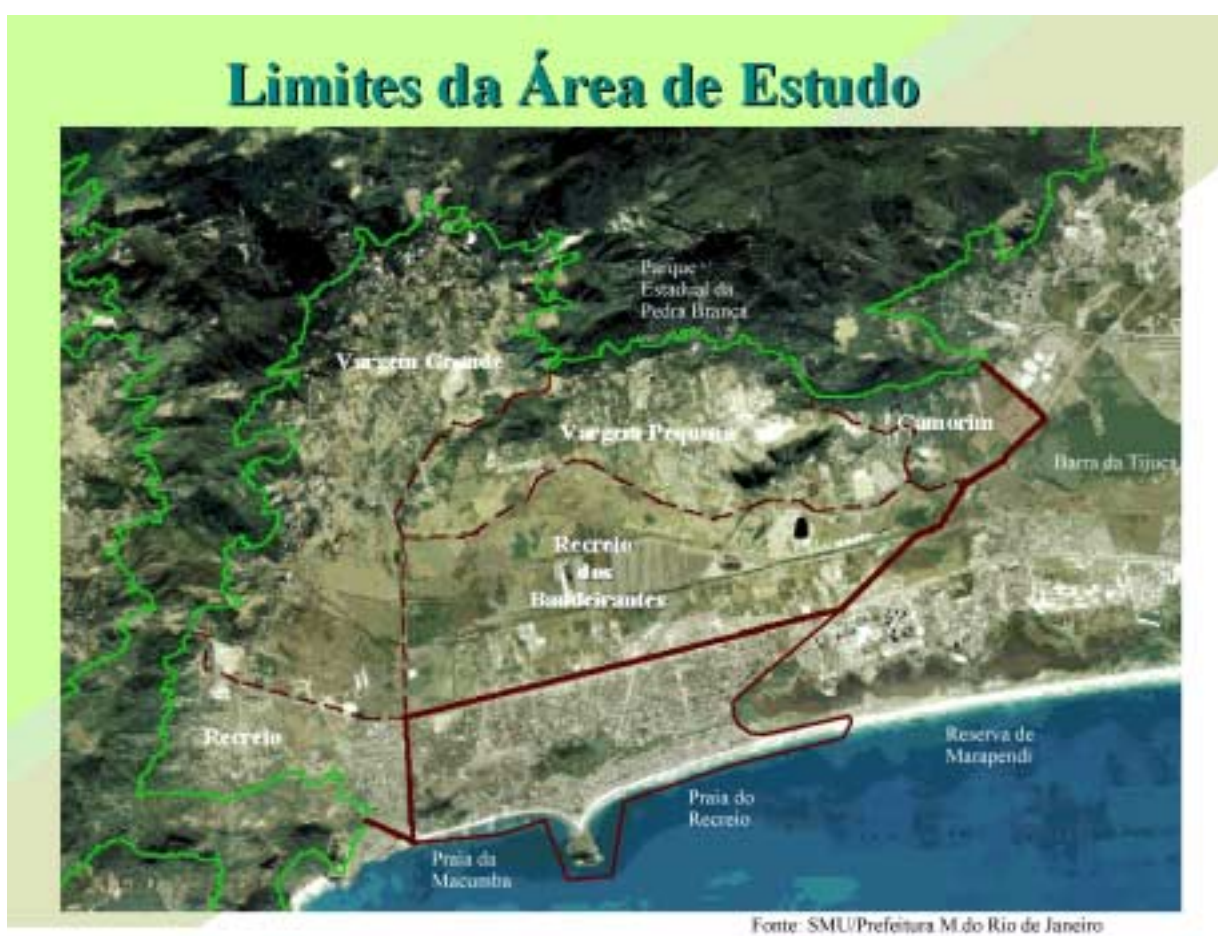 Limites da Área de Estudo
Parque
Estadual da
Pedra Branca
Vargem Grande
Vargem Pequena
Camorim
Barra da Tijuca
Recreio
dos
Bandeirantes
Recreio
Reserva de
Marapendi
Praia do
Recreio
Praia da
Macumba
Fonte: SMU/Prefeitura M.do Rio de Janeiro